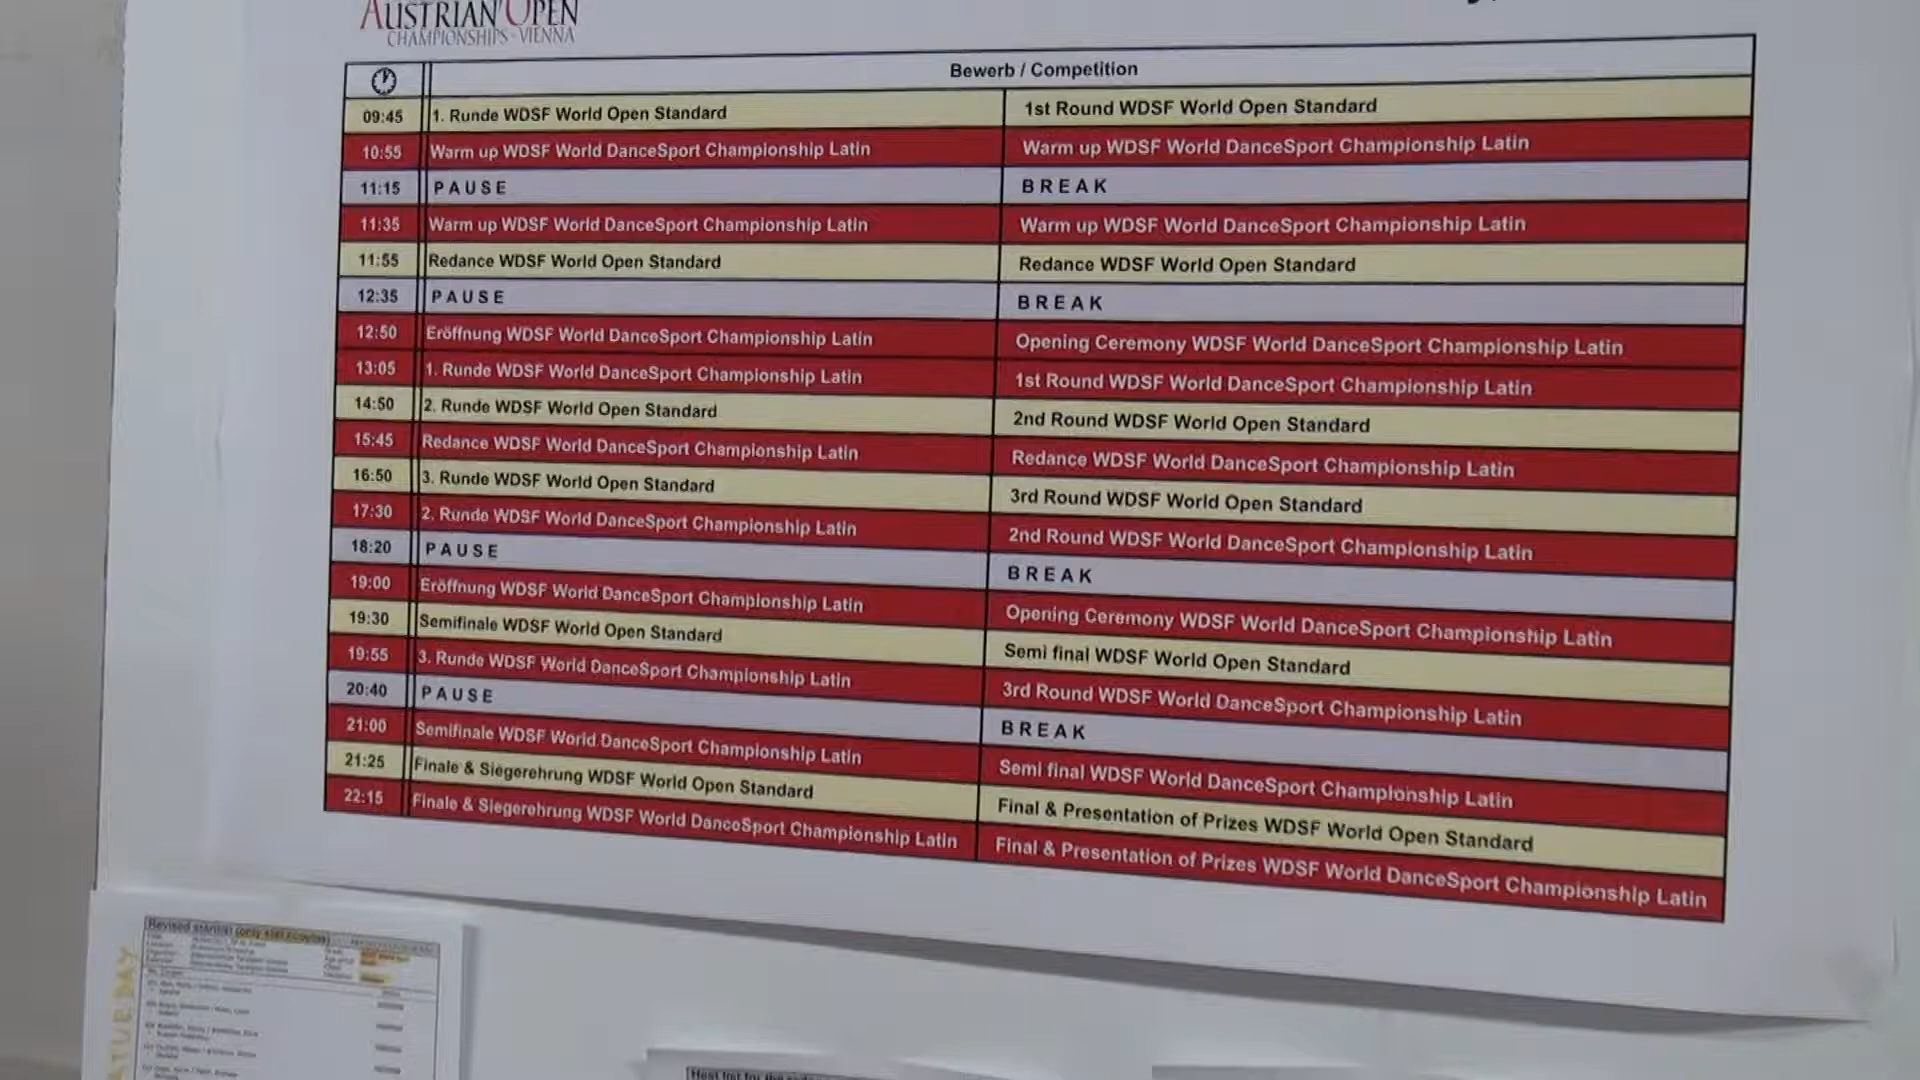 AUSTRIAN OPEN
CHAMPIONSHIPS - VIENNA
Bewerb / Competition
09:45 1. Runde WDSF World Open Standard 1st Round WDSF World Open Standard
10:55 Warm up WDSF World DanceSport Championship Latin Warm up WDSF World DanceSport Championship Latin
11:15 PAUSE BREAK
11:35 Warm up WDSF World DanceSport Championship Latin Warm up WDSF World DanceSport Championship Latin
11:55 Redance WDSF World Open Standard Redance WDSF World Open Standard
12:35 PAUSE BREAK
12:50 Eröffnung WDSF World DanceSport Championship Latin Opening Ceremony WDSF World DanceSport Championship Latin
13:05 1. Runde WDSF World DanceSport Championship Latin 1st Round WDSF World DanceSport Championship Latin
14:50 2. Runde WDSF World Open Standard 2nd Round WDSF World Open Standard
15:45 Redance WDSF World DanceSport Championship Latin Redance WDSF World DanceSport Championship Latin
16:50 3. Runde WDSF World Open Standard 3rd Round WDSF World Open Standard
17:30 2. Runde WDSF World DanceSport Championship Latin 2nd Round WDSF World DanceSport Championship Latin
18:20 PAUSE BREAK
19:00 Eröffnung WDSF World DanceSport Championship Latin Opening Ceremony WDSF World DanceSport Championship Latin
19:30 Semifinale WDSF World Open Standard Semi final WDSF World Open Standard
19:55 3. Runde WDSF World DanceSport Championship Latin 3rd Round WDSF World DanceSport Championship Latin
20:40 PAUSE BREAK
21:00 Semifinale WDSF World DanceSport Championship Latin Semi final WDSF World DanceSport Championship Latin
21:25 Finale & Siegerehrung WDSF World Open Standard Final & Presentation of Prizes WDSF World Open Standard
22:15 Finale & Siegerehrung WDSF World DanceSport Championship Latin Final & Presentation of Prizes WDSF World DanceSport Championship Latin
Revised
Heat list for the